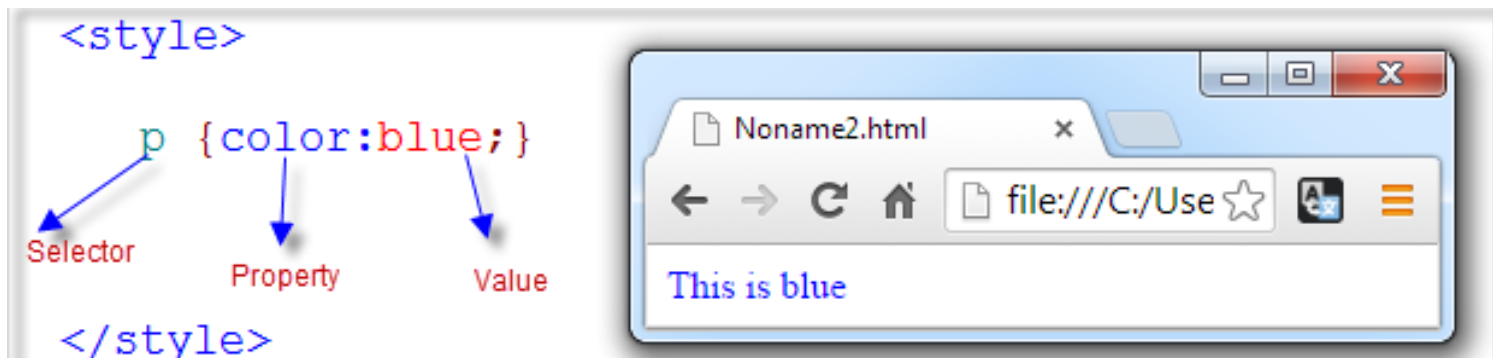 <style>
p {color:blue;}
Selector
Property
Value
</style>
Noname2.html
file:///C:/Use
This is blue